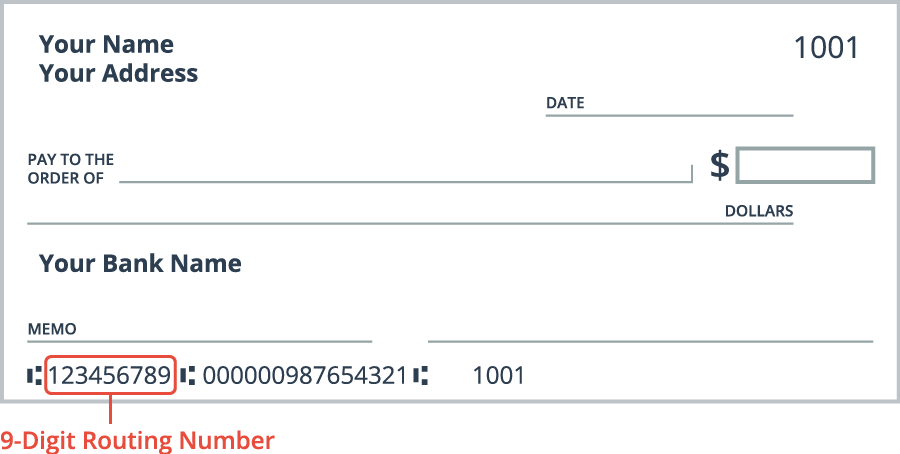 Your Name
Your Address
1001
DATE
PAY TO THE
ORDER OF
$
DOLLARS
Your Bank Name
MEMO
⑆123456789⑆ 000000987654321⑆ 1001
9-Digit Routing Number